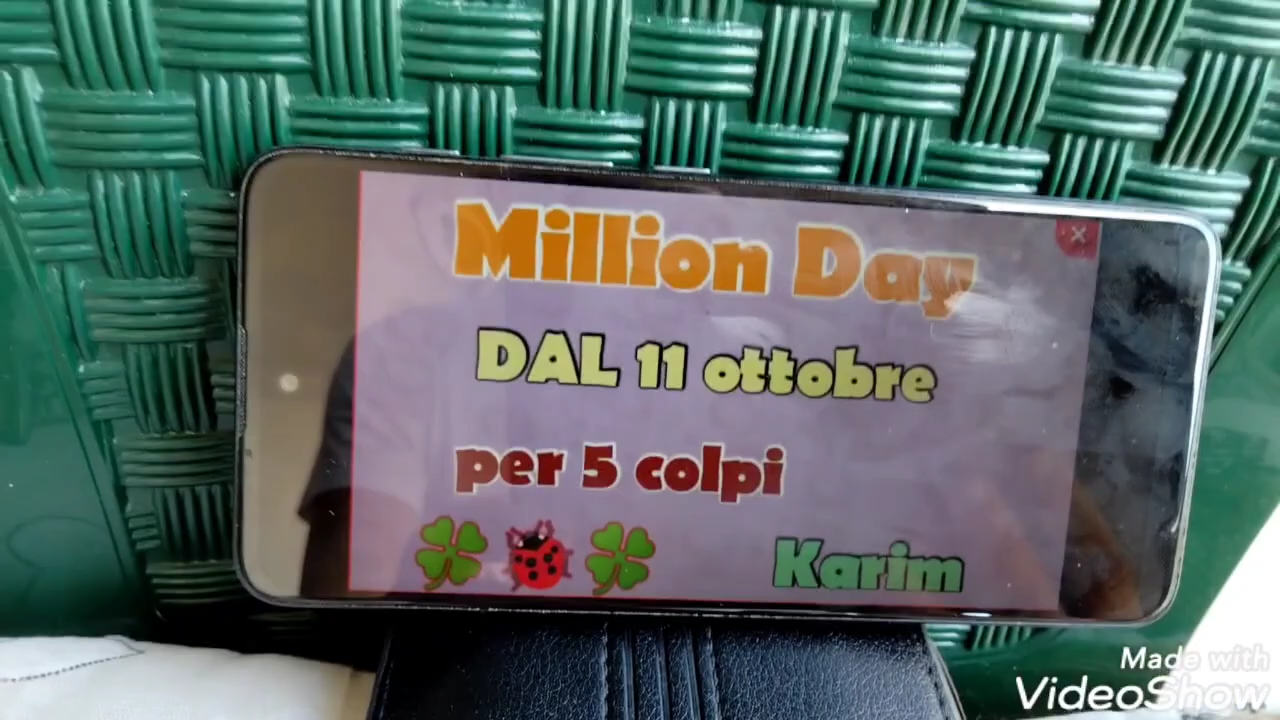 Million Day
DAL 11 ottobre
per 5 colpi
Karim
Made with
VideoShow